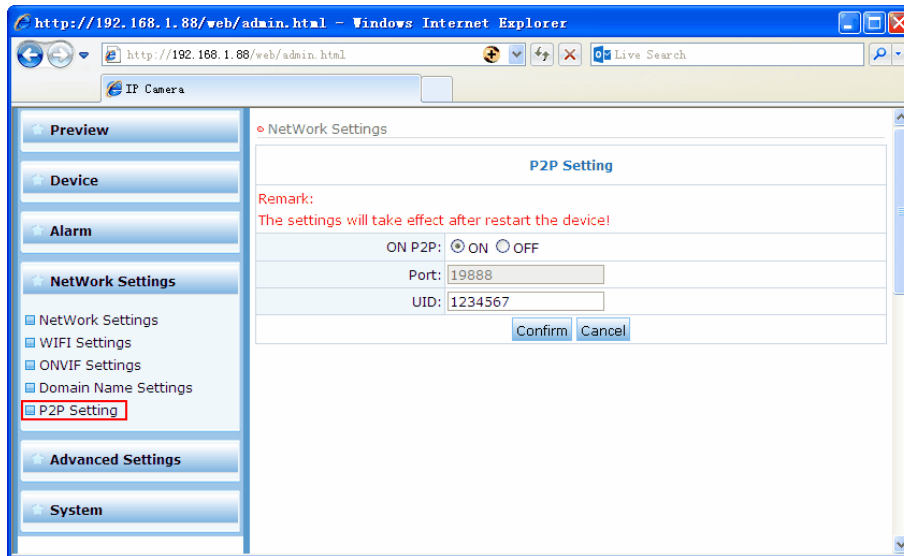 http://192.168.1.88/web/admin.html - Windows Internet Explorer
http://192.168.1.88/web/admin.html
Live Search
IP Camera
Preview
Device
Alarm
NetWork Settings
NetWork Settings
WIFI Settings
ONVIF Settings
Domain Name Settings
P2P Setting
Advanced Settings
System
NetWork Settings
P2P Setting
Remark:
The settings will take effect after restart the device!
ON P2P: ON OFF
Port: 19888
UID: 1234567
Confirm Cancel